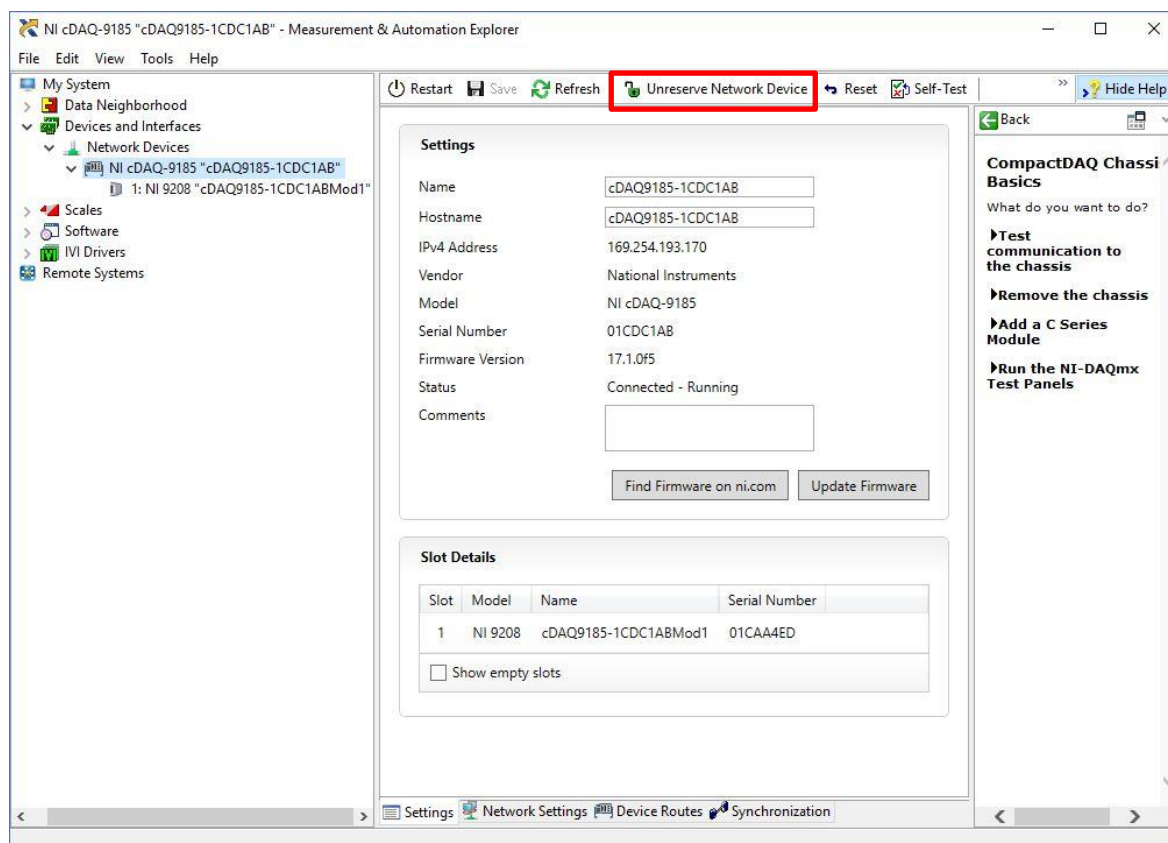 NI cDAQ-9185 "cDAQ9185-1CDC1AB" - Measurement & Automation Explorer
File Edit View Tools Help
My System
Data Neighborhood
Devices and Interfaces
Network Devices
NI cDAQ-9185 "cDAQ9185-1CDC1AB"
1: NI 9208 "cDAQ9185-1CDC1ABMod1"
Scales
Software
IVI Drivers
Remote Systems
Restart Save Refresh Unreserve Network Device Reset Self-Test » Hide Help
Settings
Name cDAQ9185-1CDC1AB
Hostname cDAQ9185-1CDC1AB
IPv4 Address 169.254.193.170
Vendor National Instruments
Model NI cDAQ-9185
Serial Number 01CDC1AB
Firmware Version 17.1.0f5
Status Connected - Running
Comments
Find Firmware on ni.com Update Firmware
Slot Details
Slot Model Name Serial Number
1 NI 9208 cDAQ9185-1CDC1ABMod1 01CAA4ED
Show empty slots
Settings Network Settings Device Routes Synchronization
Back
CompactDAQ Chassi
Basics
What do you want to do?
Test
communication to
the chassis
Remove the chassis
Add a C Series
Module
Run the NI-DAQmx
Test Panels